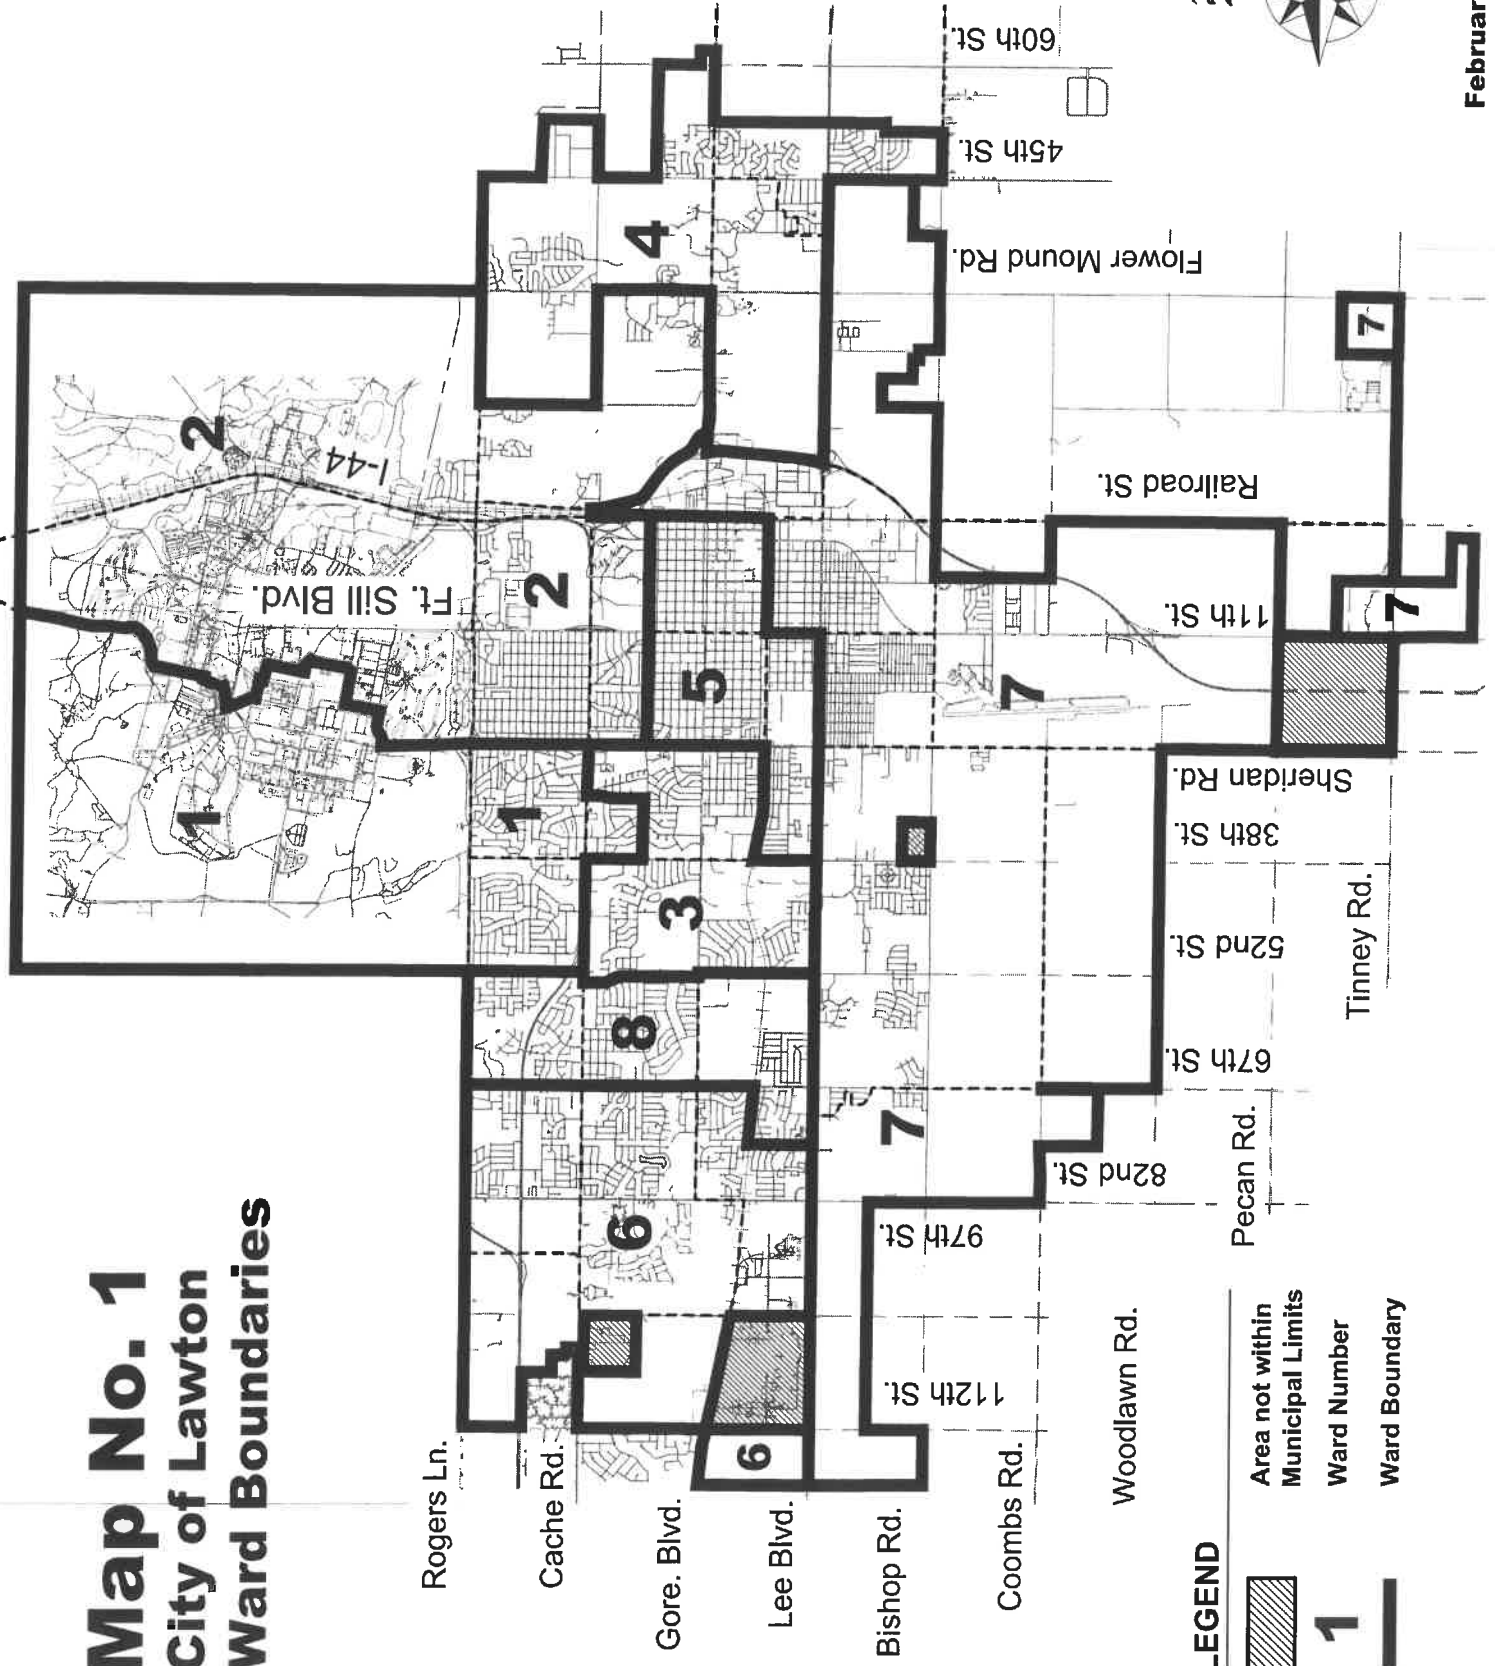 Map No. 1
City of Lawton
Ward Boundaries
Rogers Ln.
Cache Rd.
Gore. Blvd.
Lee Blvd.
Bishop Rd.
Coombs Rd.
Woodlawn Rd.
Pecan Rd.
Tinney Rd.
112th St.
97th St.
82nd St.
67th St.
52nd St.
38th St.
Sheridan Rd.
11th St.
Railroad St.
Flower Mound Rd.
45th St.
60th St.
Ft. Sill Blvd.
I-44
1
2
1
2
3
4
5
6
6
7
7
7
7
8
LEGEND
Area not within
Municipal Limits
1
Ward Number
Ward Boundary
Februar